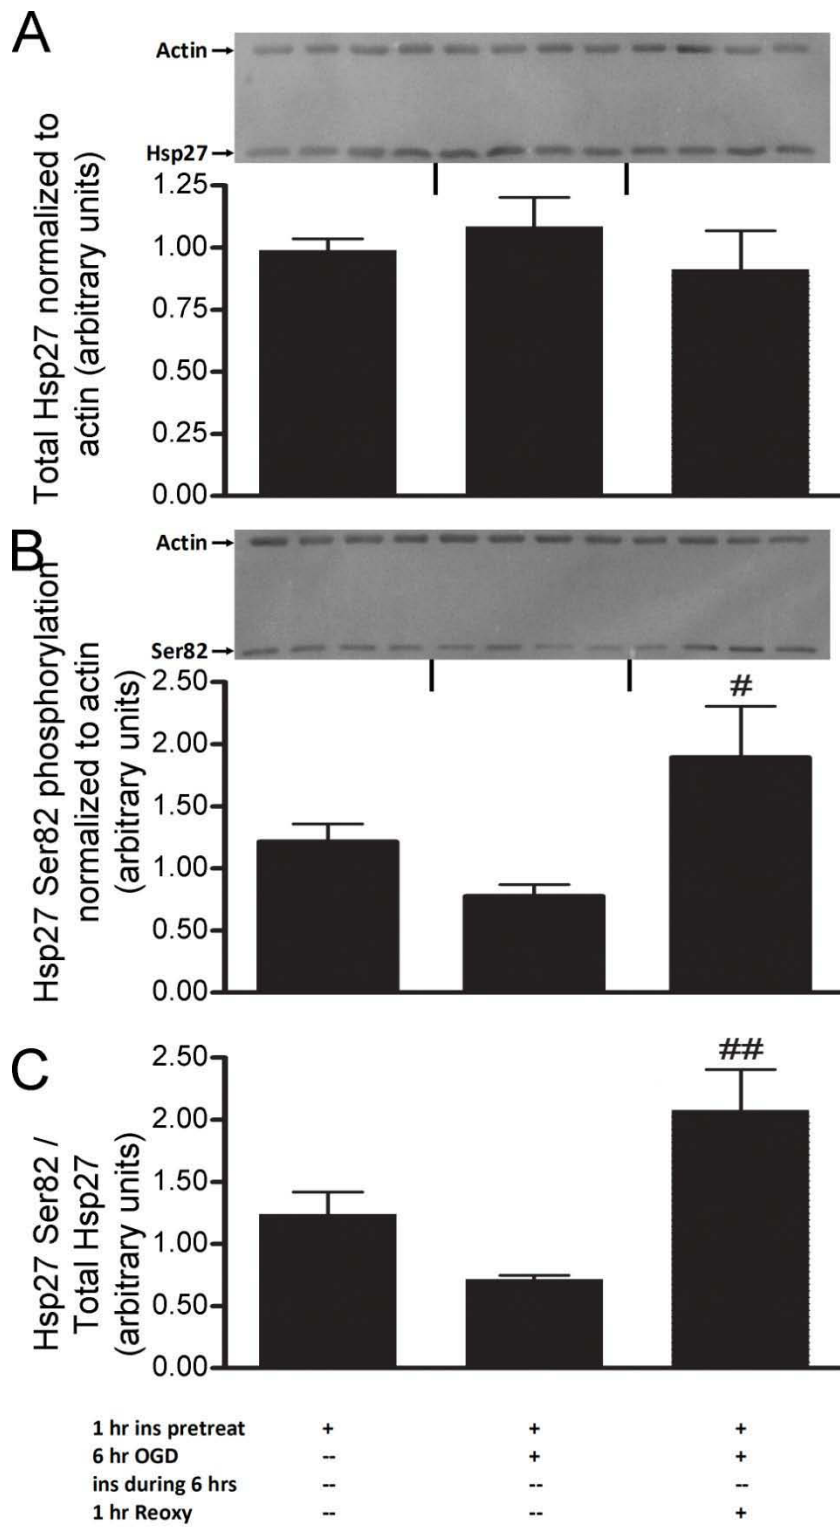 A
Actin→
Hsp27→
Total Hsp27 normalized to
actin (arbitrary units)
1.25
1.00
0.75
0.50
0.25
0.00
B
Actin→
Ser82→
Hsp27 Ser82 phosphorylation
normalized to actin
(arbitrary units)
2.50
2.00
1.50
1.00
0.50
0.00
#
C
Hsp27 Ser82 /
Total Hsp27
(arbitrary units)
2.50
2.00
1.50
1.00
0.50
0.00
##
1 hr ins pretreat + + +
6 hr OGD -- + +
ins during 6 hrs -- -- --
1 hr Reoxy -- -- +